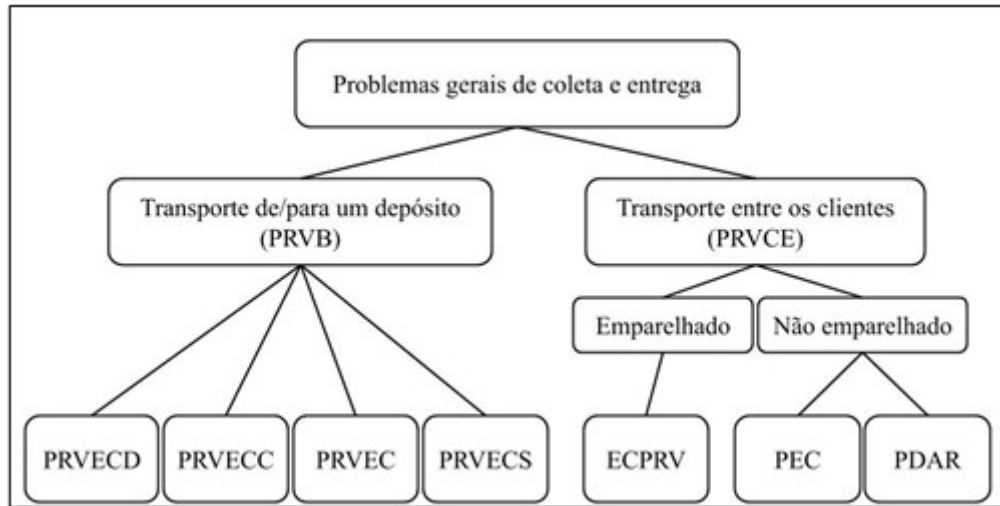 Problemas gerais de coleta e entrega
Transporte de/para um depósito
(PRVB)
Transporte entre os clientes
(PRVCE)
Emparelhado
Não emparelhado
PRVECD
PRVECC
PRVEC
PRVECS
ECPRV
PEC
PDAR